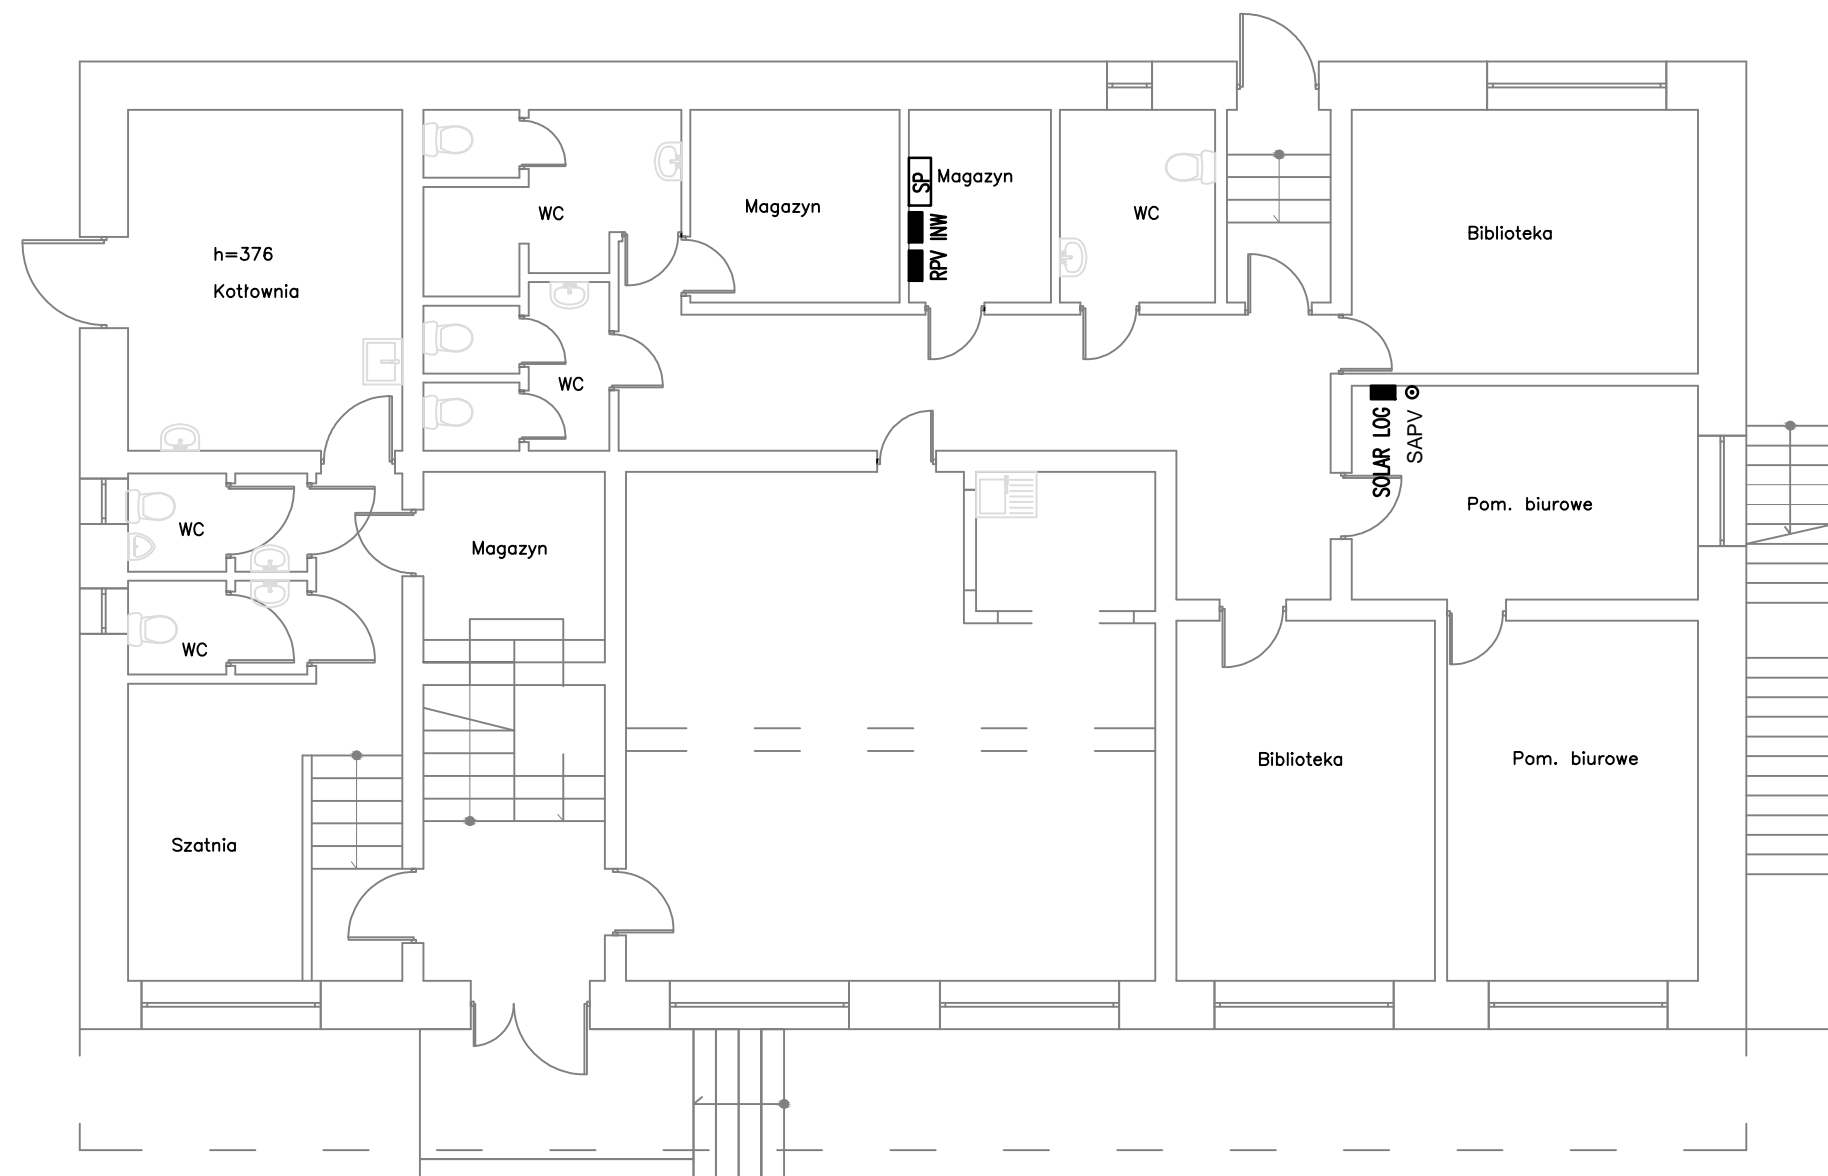 Magazyn
SP
RPV INW
Magazyn
WC
WC
Biblioteka
h=376
Kotłownia
WC
SOLAR LOG
SAPV
Pom. biurowe
WC
Magazyn
WC
Biblioteka
Pom. biurowe
Szatnia